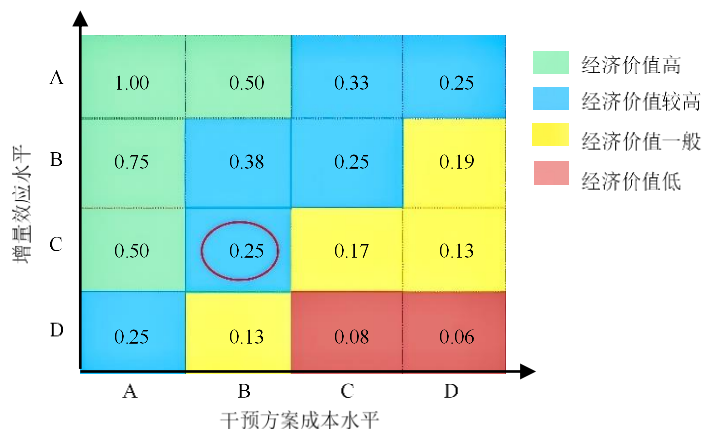 A 1.00 0.50 0.33 0.25
B 0.75 0.38 0.25 0.19
C 0.50 0.25 0.17 0.13
D 0.25 0.13 0.08 0.06
A B C D
干预方案成本水平
增量效应水平
经济价值高
经济价值较高
经济价值一般
经济价值低